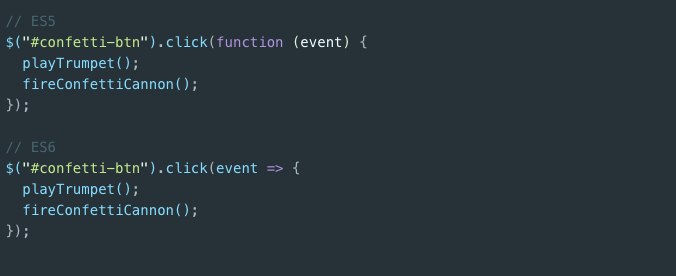 // ES5
$("#confetti-btn").click(function (event) {
  playTrumpet();
  fireConfettiCannon();
});

// ES6
$("#confetti-btn").click(event => {
  playTrumpet();
  fireConfettiCannon();
});